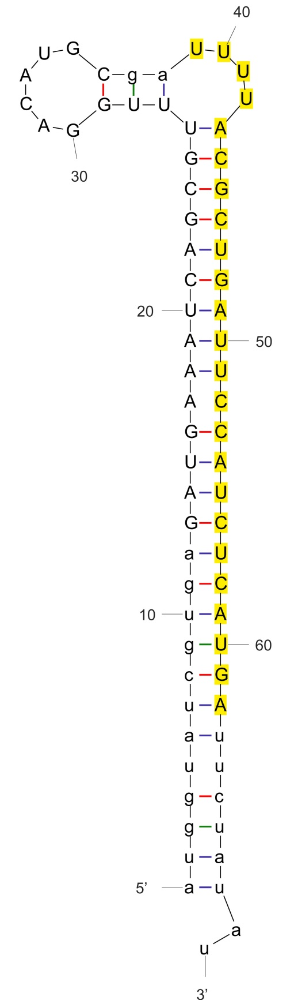 40
U G U U
A C g a U
C G U U U
A G U A
G C
30
C G
G C
A U
C G
20 U A
A U 50
A U
A C
G C
U A
A U
G C
a U
g C
10 u A
g U 60
c G
u A
a u
u u
g c
g u
u a
5’ a u
a
u
3’